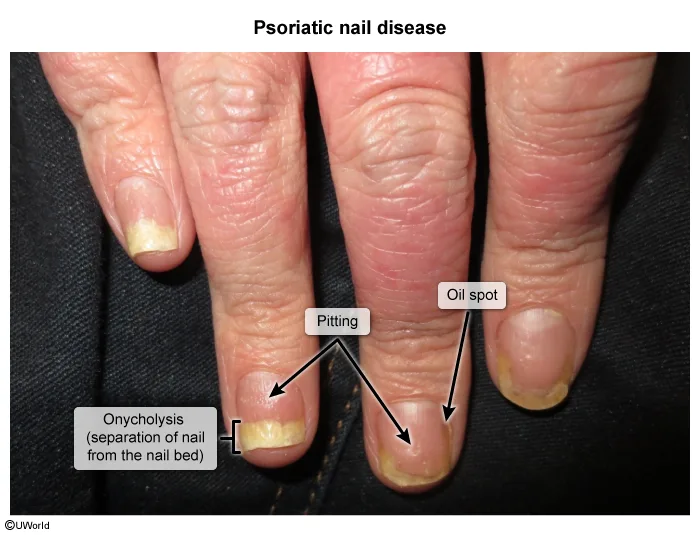 Psoriatic nail disease
Oil spot
Pitting
Onycholysis
(separation of nail
from the nail bed)
©UWorld